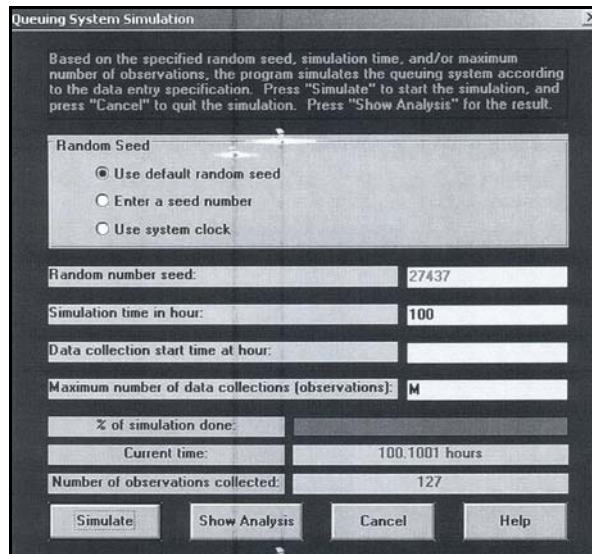 Queuing System Simulation
X
Based on the specified random seed, simulation time, and/or maximum
number of observations, the program simulates the queuing system according
to the data entry specification. Press "Simulate" to start the simulation, and
press "Cancel" to quit the simulation. Press "Show Analysis" for the result.
Random Seed
Use default random seed
Enter a seed number
Use system clock
Random number seed: 27437
Simulation time in hour: 100
Data collection start time at hour:
Maximum number of data collections (observations): M
% of simulation done:
Current time: 100.1001 hours
Number of observations collected: 127
Simulate Show Analysis Cancel Help